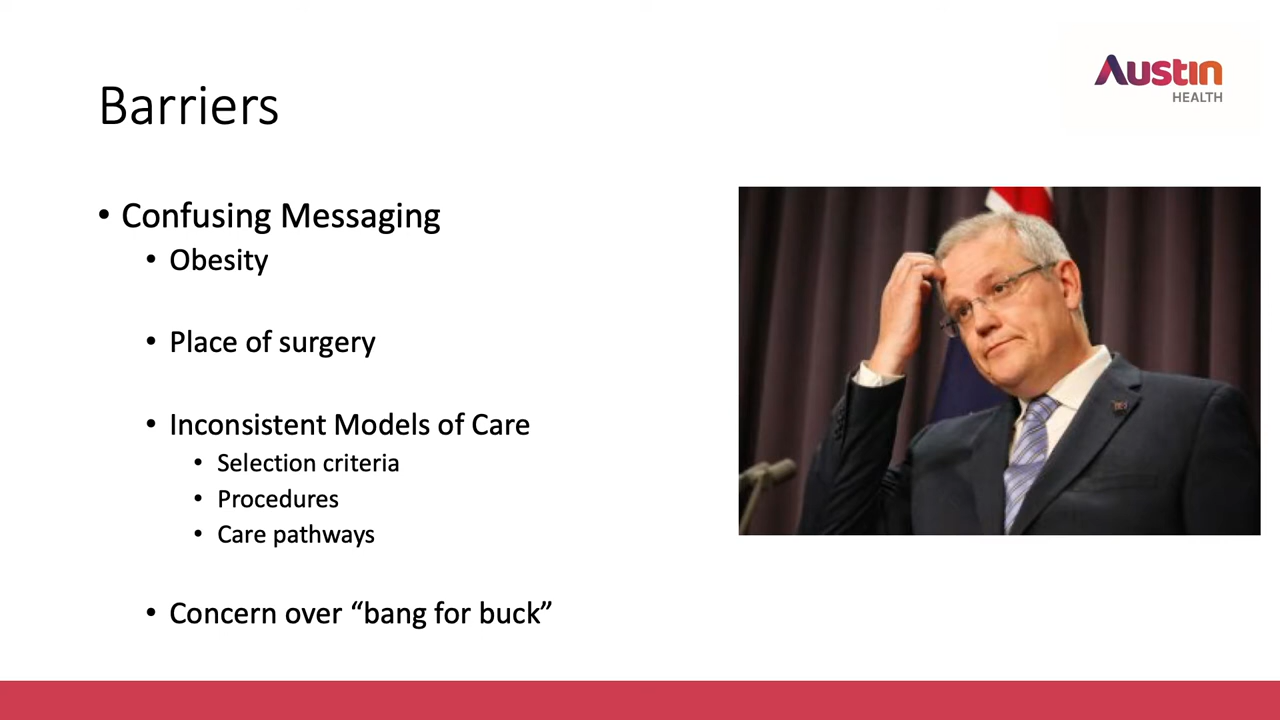 Austin
HEALTH
Barriers
• Confusing Messaging
• Obesity
• Place of surgery
• Inconsistent Models of Care
• Selection criteria
• Procedures
• Care pathways
• Concern over “bang for buck”